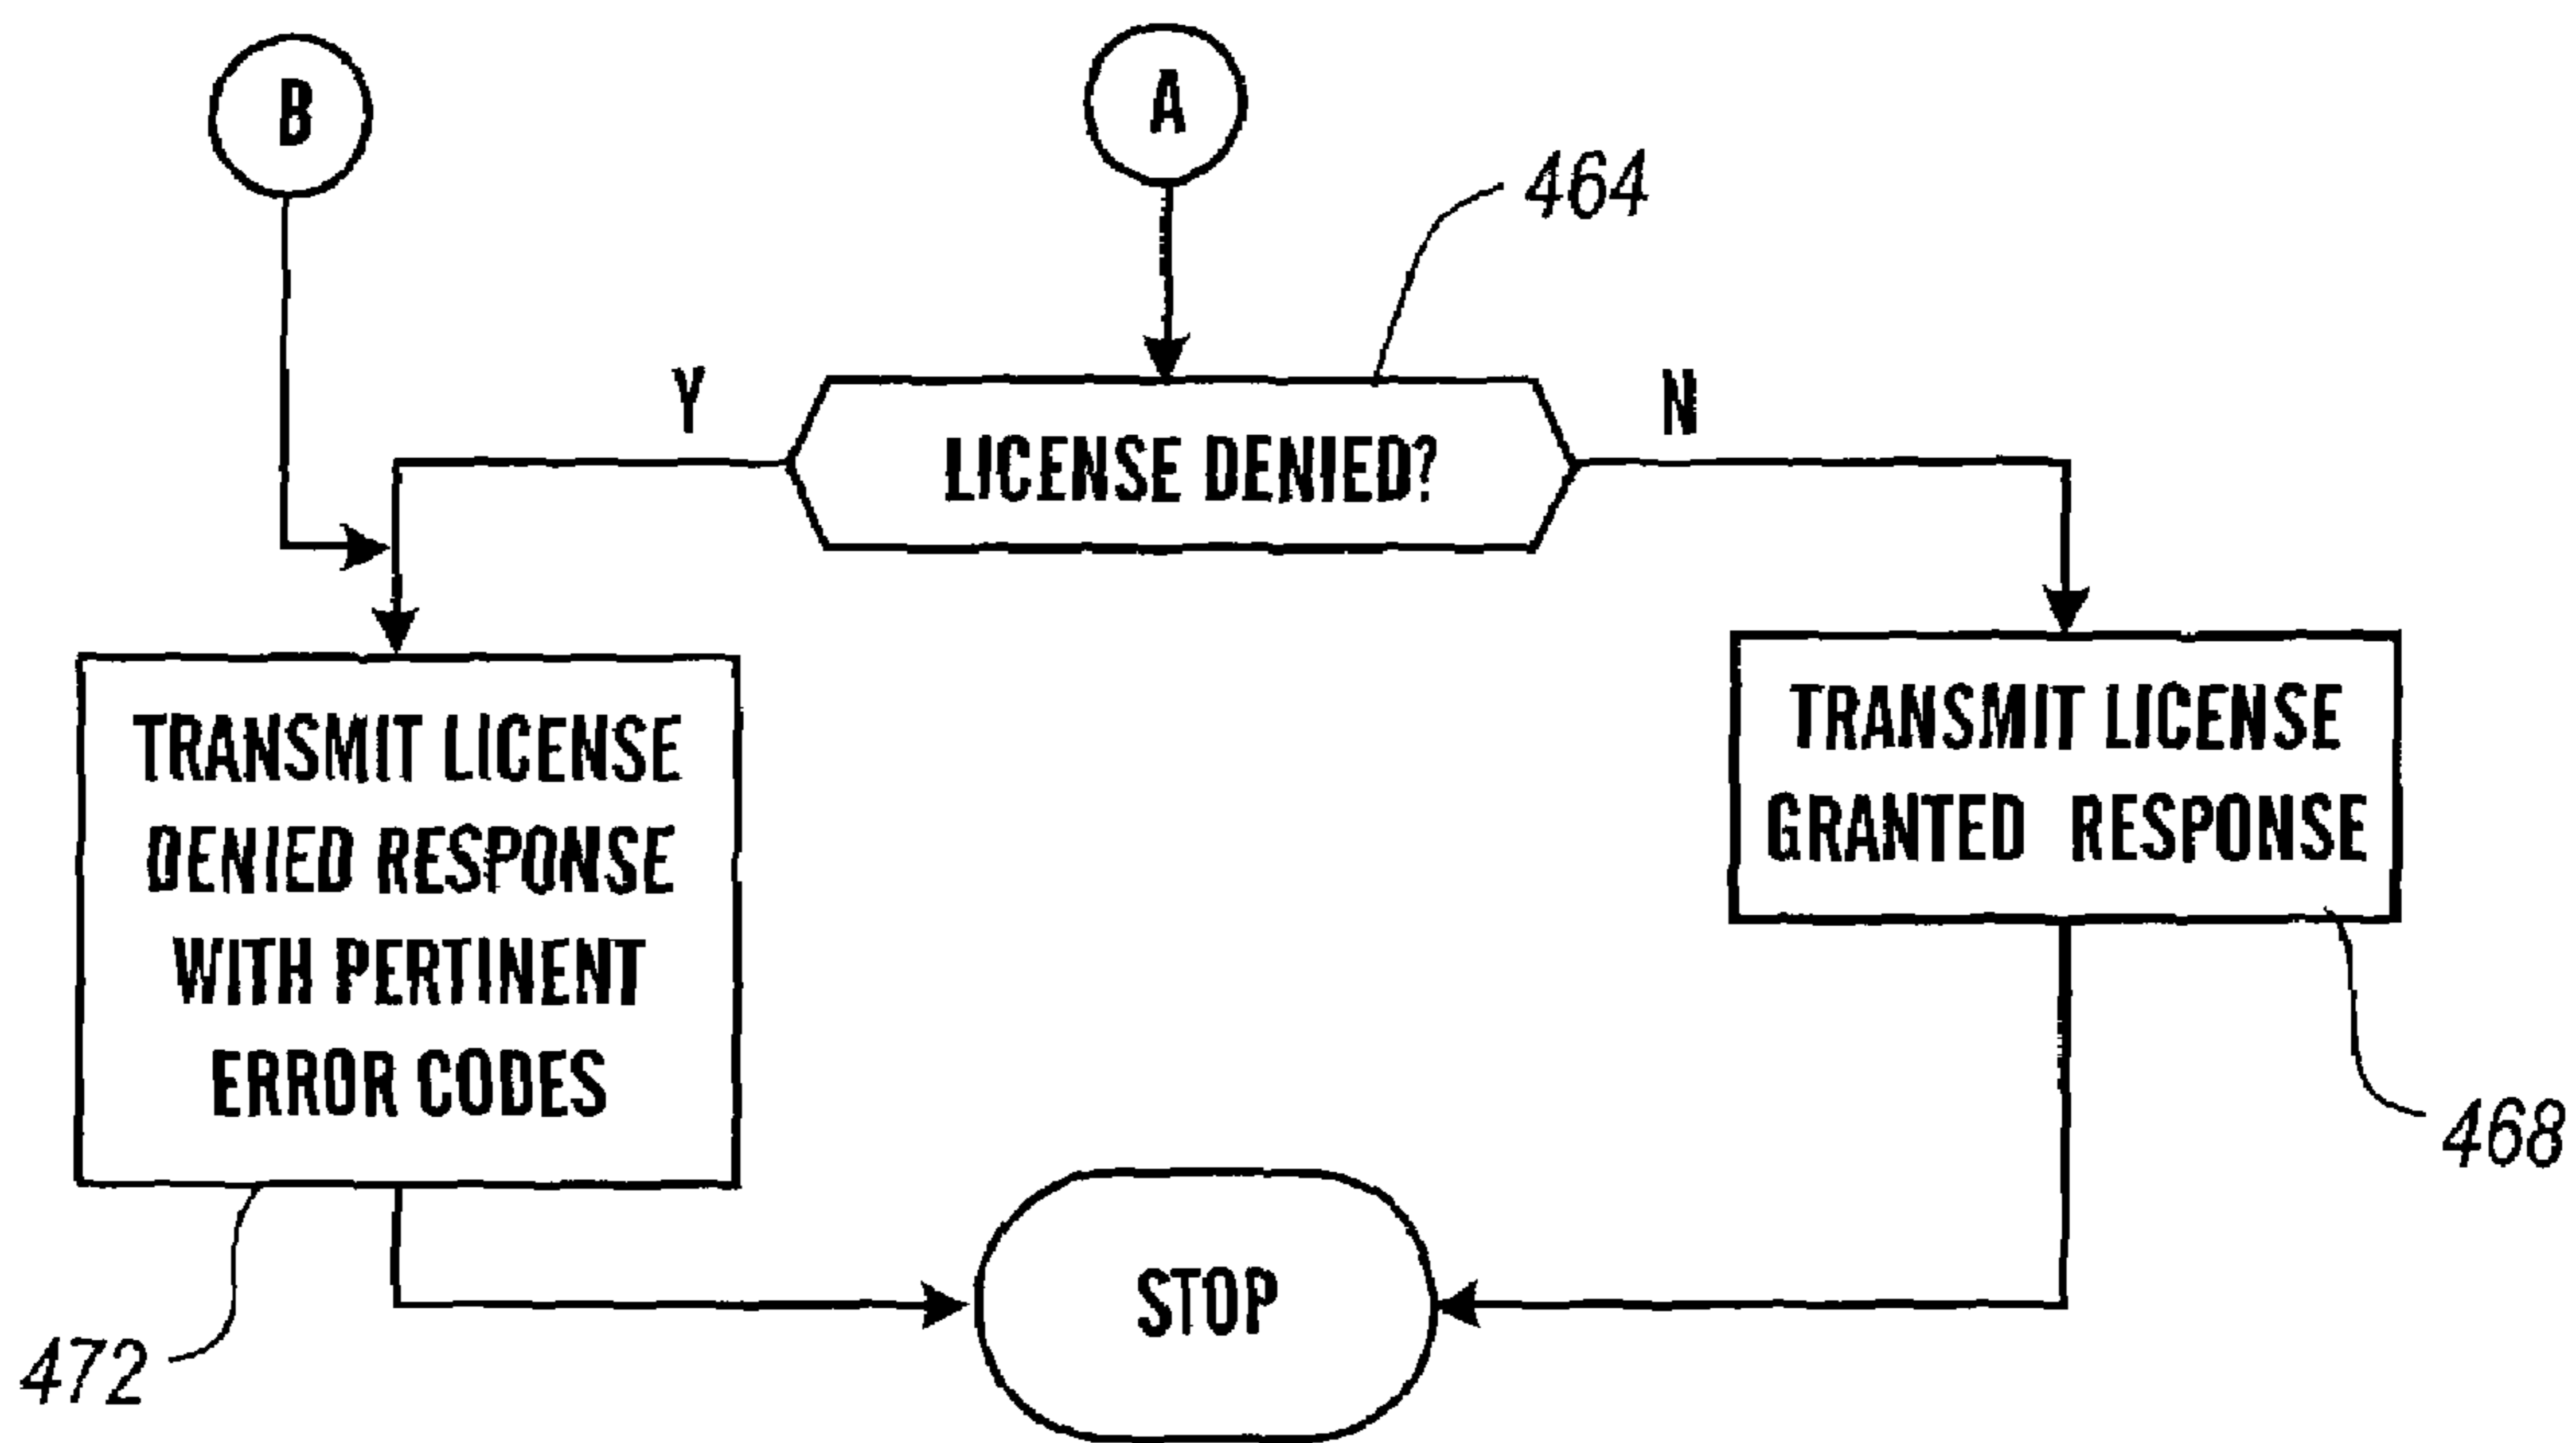 B
A
464
Y
N
LICENSE DENIED?
TRANSMIT LICENSE
DENIED RESPONSE
WITH PERTINENT
ERROR CODES
TRANSMIT LICENSE
GRANTED RESPONSE
468
STOP
472